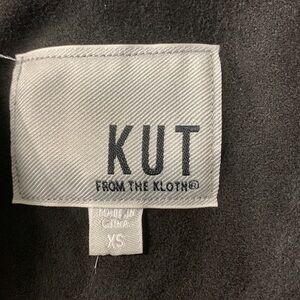 KUT
FROM THE KLOTH®
MADE IN
CHINA
XS